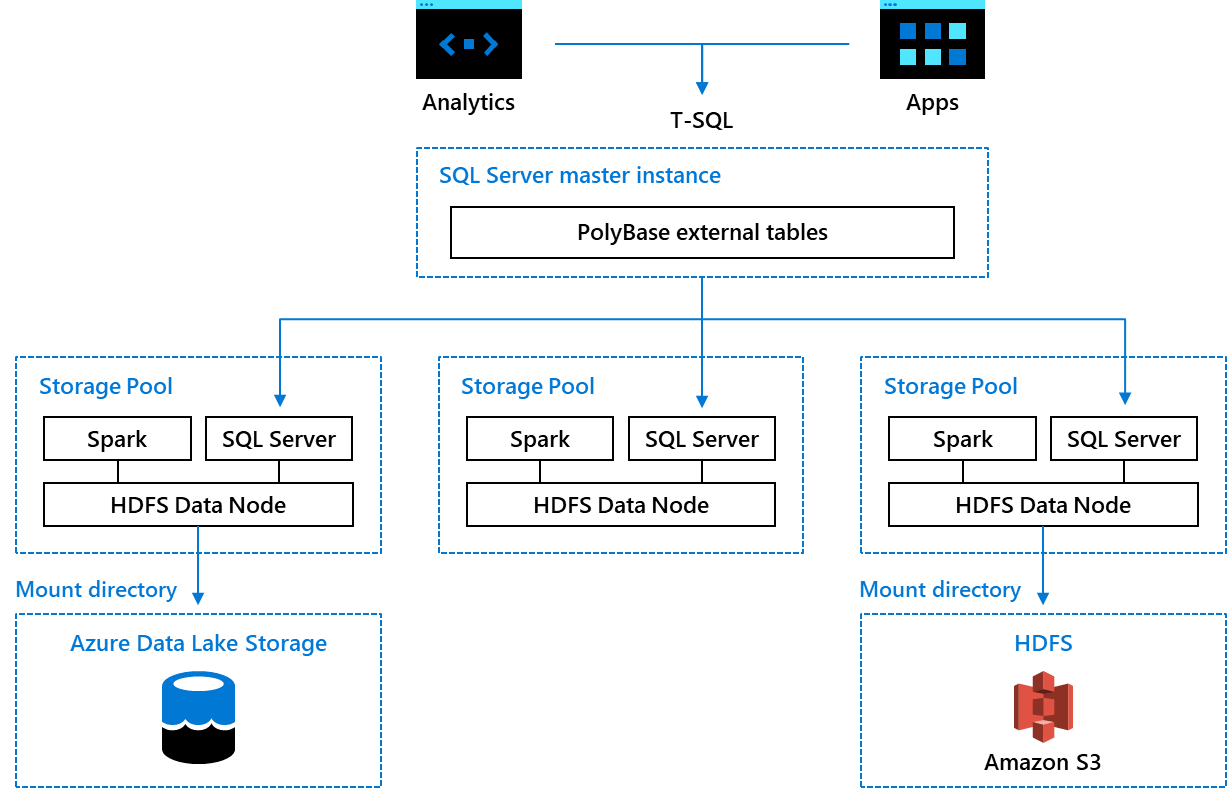 Analytics
Apps
T-SQL
SQL Server master instance
PolyBase external tables
Storage Pool
Spark
SQL Server
HDFS Data Node
Storage Pool
Spark
SQL Server
HDFS Data Node
Storage Pool
Spark
SQL Server
HDFS Data Node
Mount directory
Azure Data Lake Storage
Mount directory
HDFS
Amazon S3